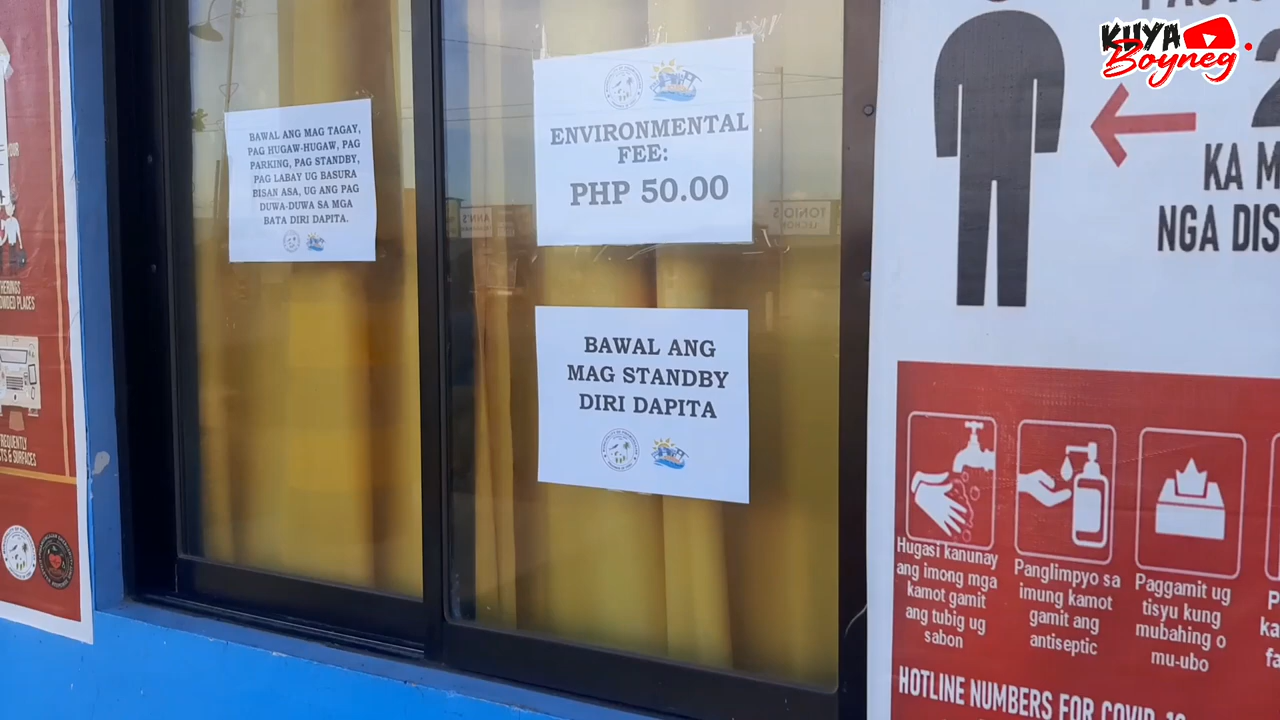 KUYA
Boyneg
BAWAL ANG MAG TAGAY,
PAG HUGAW-HUGAW, PAG
PARKING, PAG STANDBY,
PAG LABAY UG BASURA
BISAN ASA, UG ANG PAG
DUWA-DUWA SA MGA
BATA DIRI DAPITA.
ENVIRONMENTAL
FEE:
PHP 50.00
BAWAL ANG
MAG STANDBY
DIRI DAPITA
KA M
NGA DIS
Hugasi kanunay
ang imong mga
kamot gamit
ang tubig ug
sabon
Panglimpyo sa
imung kamot
gamit ang
antiseptic
Paggamit ug
tisyu kung
mubahing o
mu-ubo
HOTLINE NUMBERS FOR COVID-19